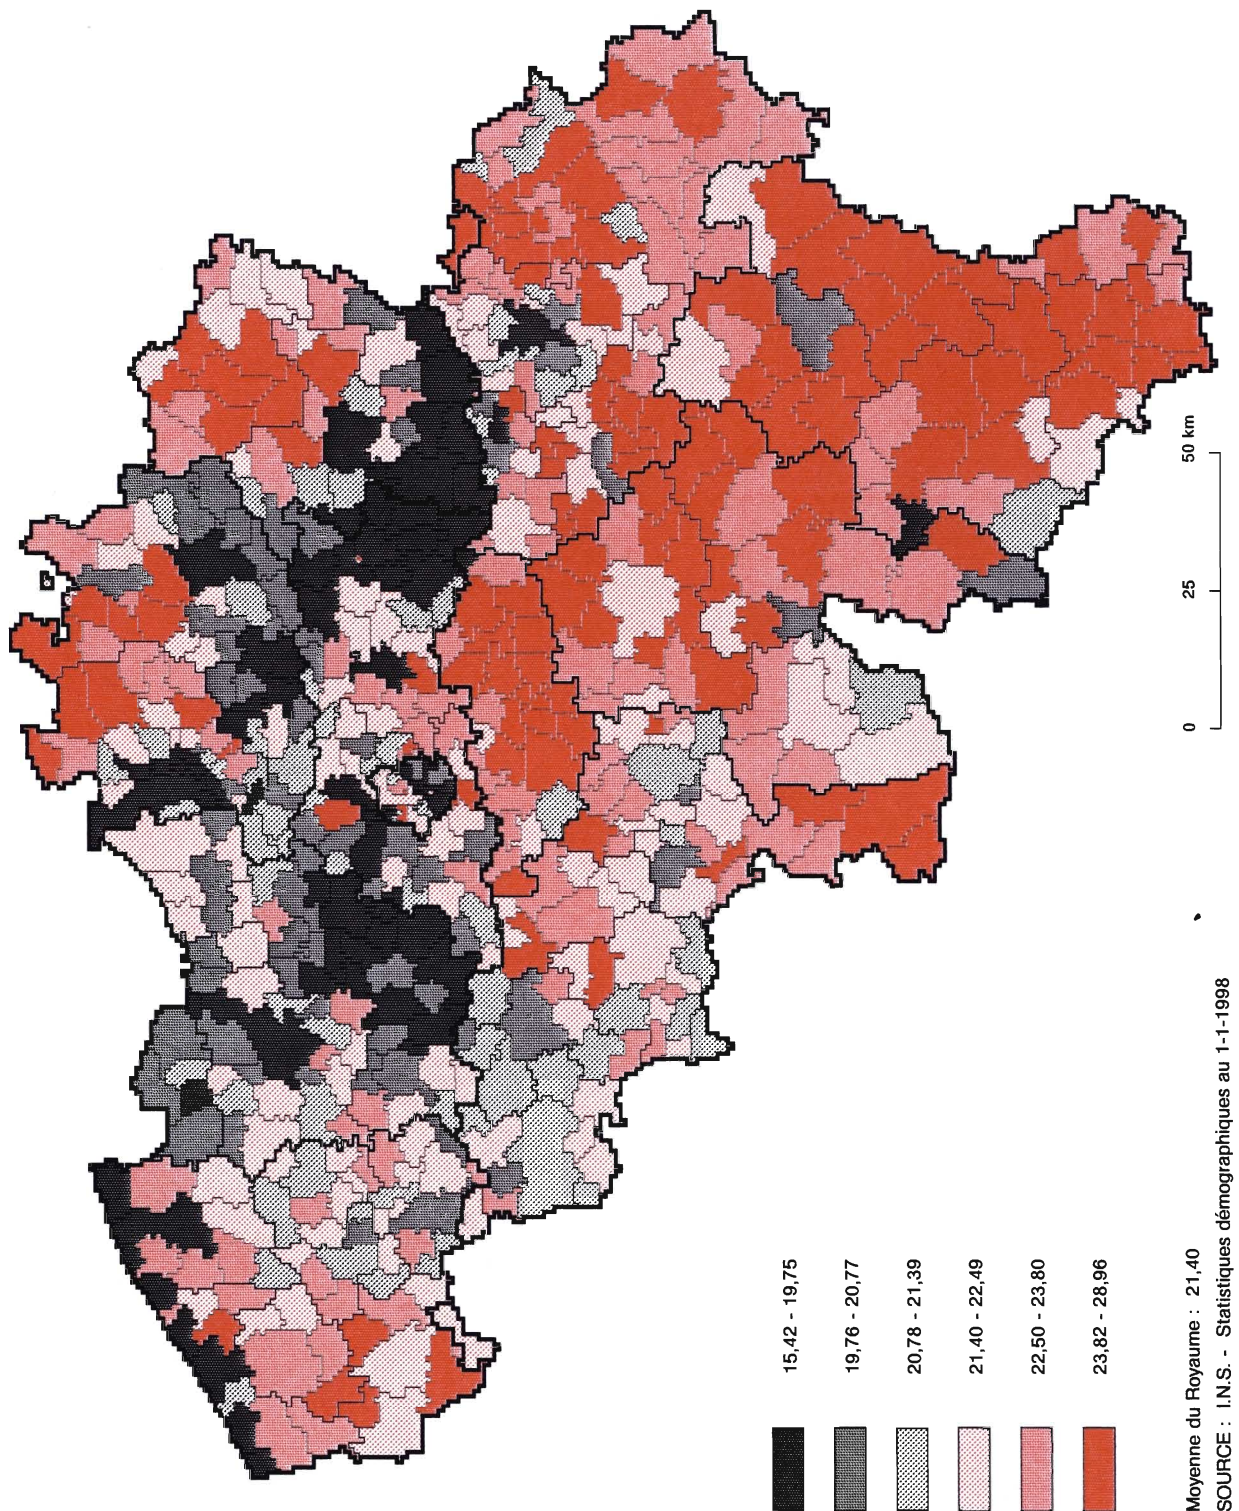 0 25 50 km
15,42 - 19,75
19,76 - 20,77
20,78 - 21,39
21,40 - 22,49
22,50 - 23,80
23,82 - 28,96
Moyenne du Royaume : 21,40
SOURCE : I.N.S. - Statistiques démographiques au 1-1-1998